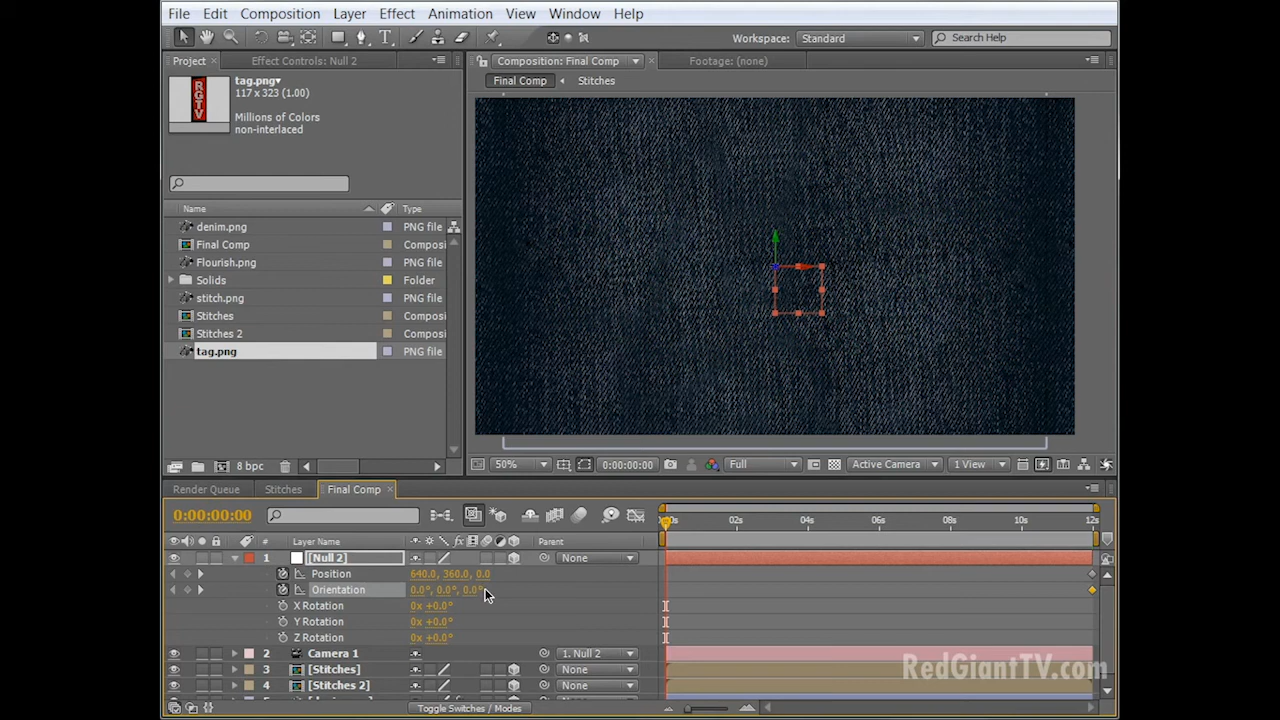 File Edit Composition Layer Effect Animation View Window Help
Workspace: Standard Search Help
Project Effect Controls: Null 2
Composition: Final Comp Footage: (none)
tag.png
117 x 323 (1.00)
Millions of Colors
non-interlaced
RGTV
Final Comp Stitches
Name Type
denim.png PNG file
Final Comp Composi
Flourish.png PNG file
Solids Folder
stitch.png PNG file
Stitches Composi
Stitches 2 Composi
tag.png PNG file
8 bpc
50% 0:00:00:00 Full Active Camera 1 View
Render Queue Stitches Final Comp
0:00:00:00
02s 04s 06s 08s 10s 12s
# Layer Name Parent
1 [Null 2] None
Position 640.0, 360.0, 0.0
Orientation 0.0°, 0.0°, 0.0°
X Rotation 0x +0.0°
Y Rotation 0x +0.0°
Z Rotation 0x +0.0°
2 Camera 1 1. Null 2
3 [Stitches] None
4 [Stitches 2] None
RedGiantTV.com
Toggle Switches / Modes